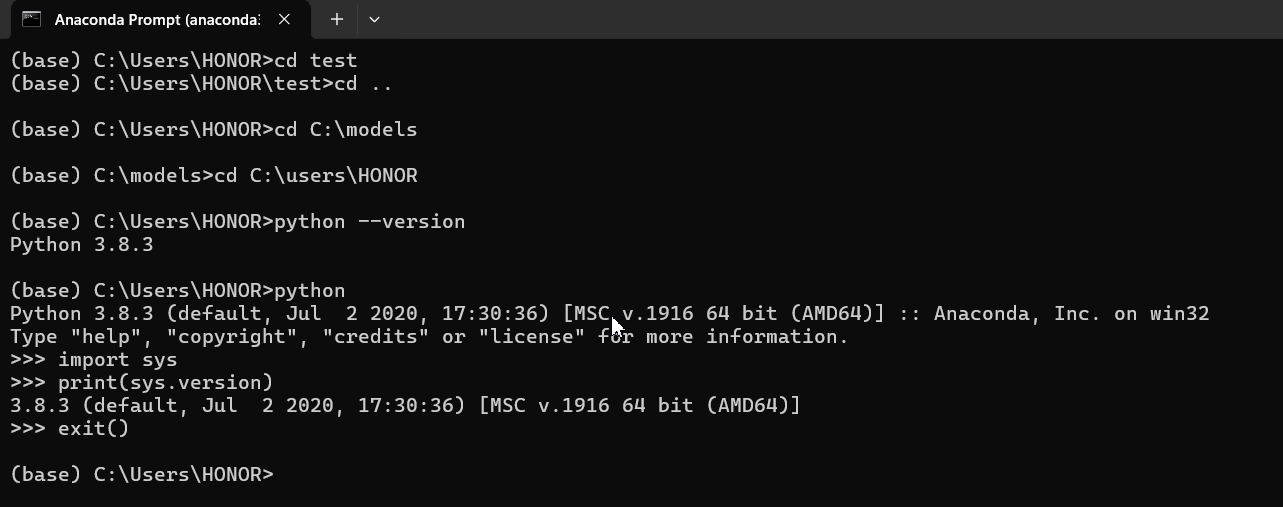 Anaconda Prompt (anaconda:
(base) C:\Users\HONOR>cd test
(base) C:\Users\HONOR\test>cd ..
(base) C:\Users\HONOR>cd C:\models
(base) C:\models>cd C:\users\HONOR
(base) C:\Users\HONOR>python --version
Python 3.8.3
(base) C:\Users\HONOR>python
Python 3.8.3 (default, Jul  2 2020, 17:30:36) [MSC v.1916 64 bit (AMD64)] :: Anaconda, Inc. on win32
Type "help", "copyright", "credits" or "license" for more information.
>>> import sys
>>> print(sys.version)
3.8.3 (default, Jul  2 2020, 17:30:36) [MSC v.1916 64 bit (AMD64)]
>>> exit()
(base) C:\Users\HONOR>